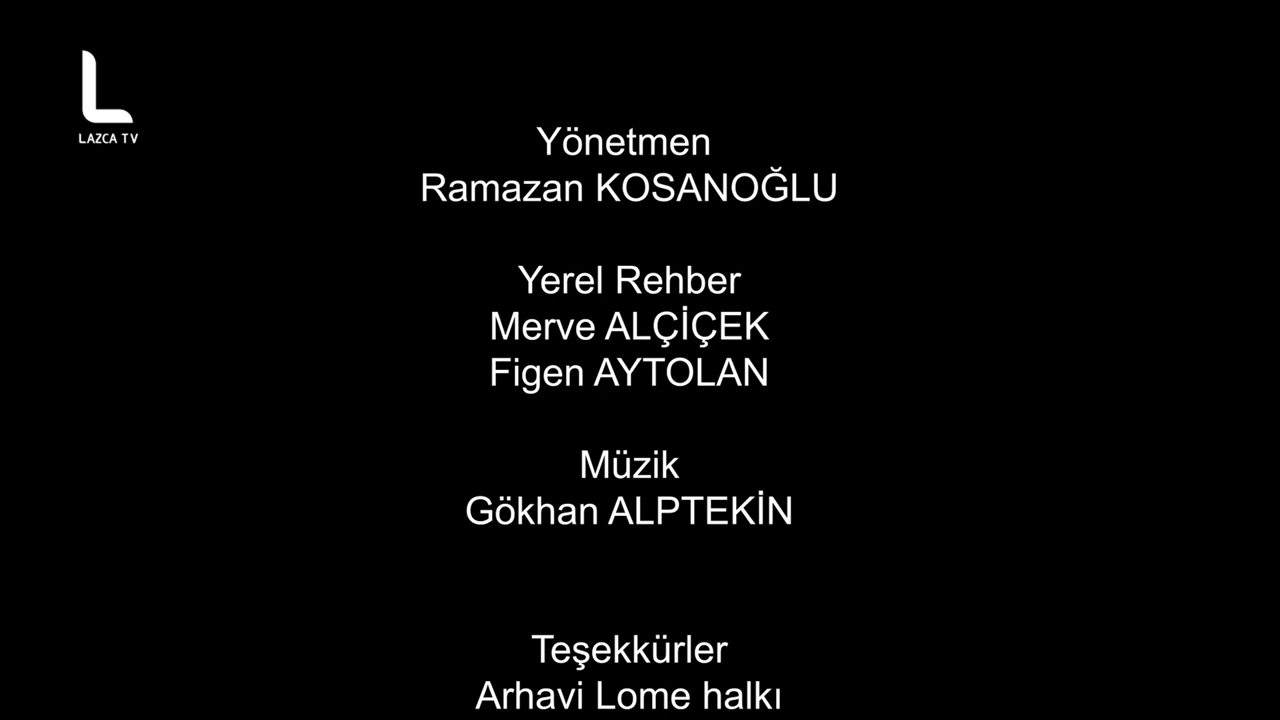 LAZCA TV
Yönetmen
Ramazan KOSANOĞLU
Yerel Rehber
Merve ALÇİÇEK
Figen AYTOLAN
Müzik
Gökhan ALPTEKİN
Teşekkürler
Arhavi Lome halkı